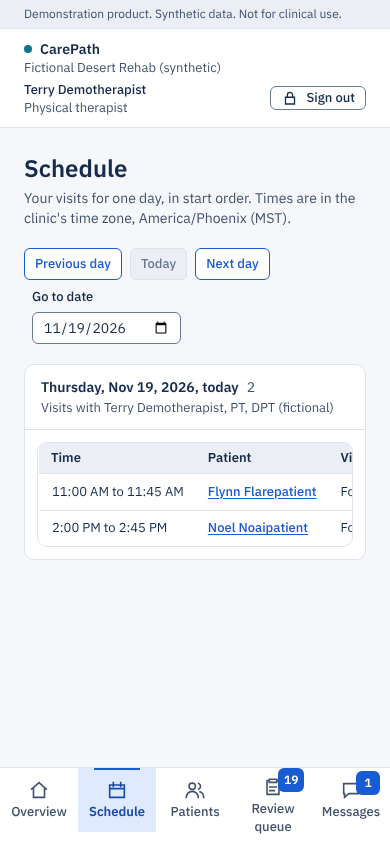 Demonstration product. Synthetic data. Not for clinical use.
CarePath
Fictional Desert Rehab (synthetic)
Terry Demotherapist
Physical therapist
Sign out
Schedule
Your visits for one day, in start order. Times are in the
clinic's time zone, America/Phoenix (MST).
Previous day
Today
Next day
Go to date
11/19/2026
Thursday, Nov 19, 2026, today 2
Visits with Terry Demotherapist, PT, DPT (fictional)
Time Patient Vi
11:00 AM to 11:45 AM Flynn Flarepatient Fo
2:00 PM to 2:45 PM Noel Noaipatient Fo
Overview
Schedule
Patients
19
Review
queue
1
Messages